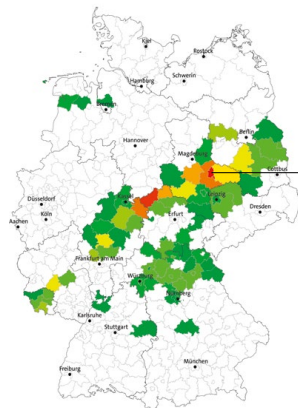 Kiel
Rostock
Hamburg
Schwerin
Bremen
Hannover
Berlin
Magdeburg
Cottbus
Düsseldorf
Kassel
Leipzig
Köln
Aachen
Erfurt
Dresden
Frankfurt am Main
Würzburg
Nürnberg
Karlsruhe
Stuttgart
München
Freiburg